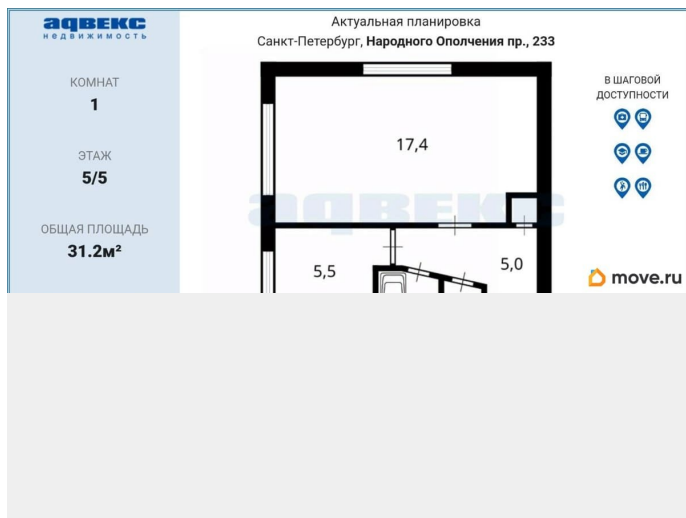 адвекс
недвижимость
КОМНАТ
1
ЭТАЖ
5/5
ОБЩАЯ ПЛОЩАДЬ
31.2м²
Актуальная планировка
Санкт-Петербург, Народного Ополчения пр., 233
17,4
адвекс
5,5
5,0
В ШАГОВОЙ
ДОСТУПНОСТИ
move.ru